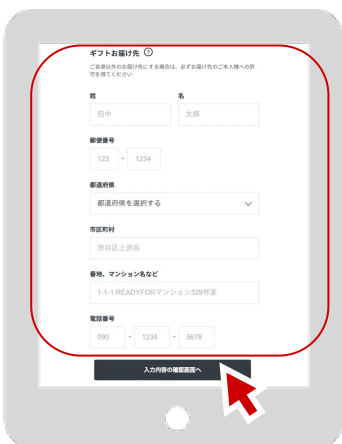 ギフトお届け先 ?
ご自身以外のお届け先にする場合は、必ずお届け先のご本人様への許
可を得てください
姓 名
田中 太郎
郵便番号
123 - 1234
都道府県
都道府県を選択する
市区町村
渋谷区上渋谷
番地、マンション名など
1-1-1 READYFORマンション329号室
電話番号
090 - 1234 - 5678
入力内容の確認画面へ